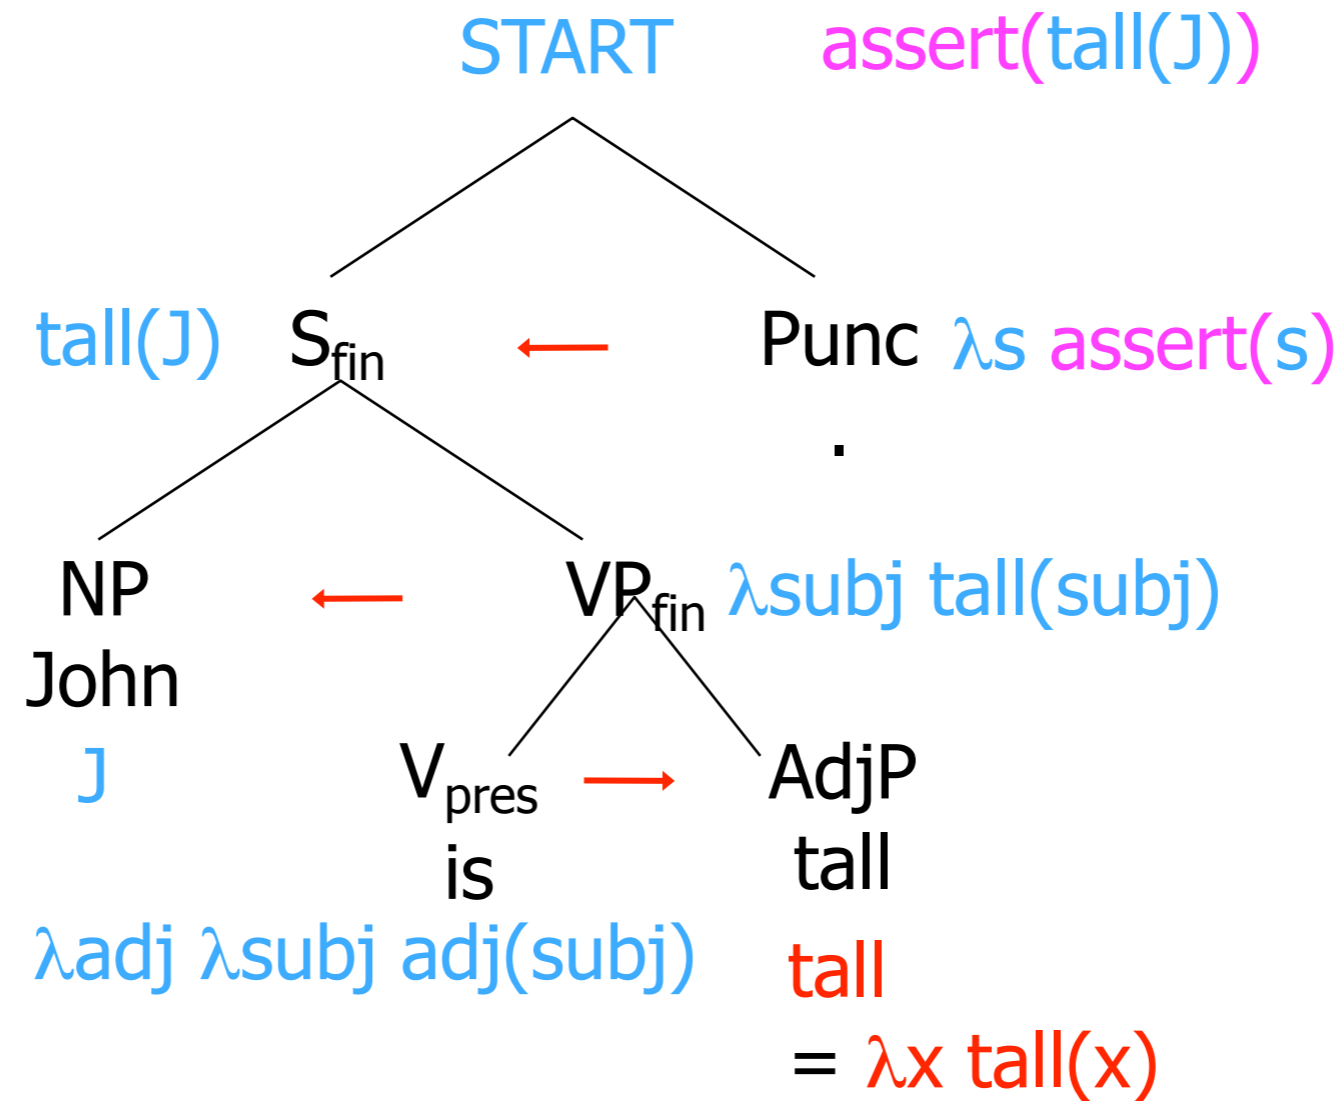 START assert(tall(J))
tall(J) S_fin Punc λs assert(s)
.
NP VP_fin λsubj tall(subj)
John
J V_pres AdjP
is tall
λadj λsubj adj(subj) tall
= λx tall(x)